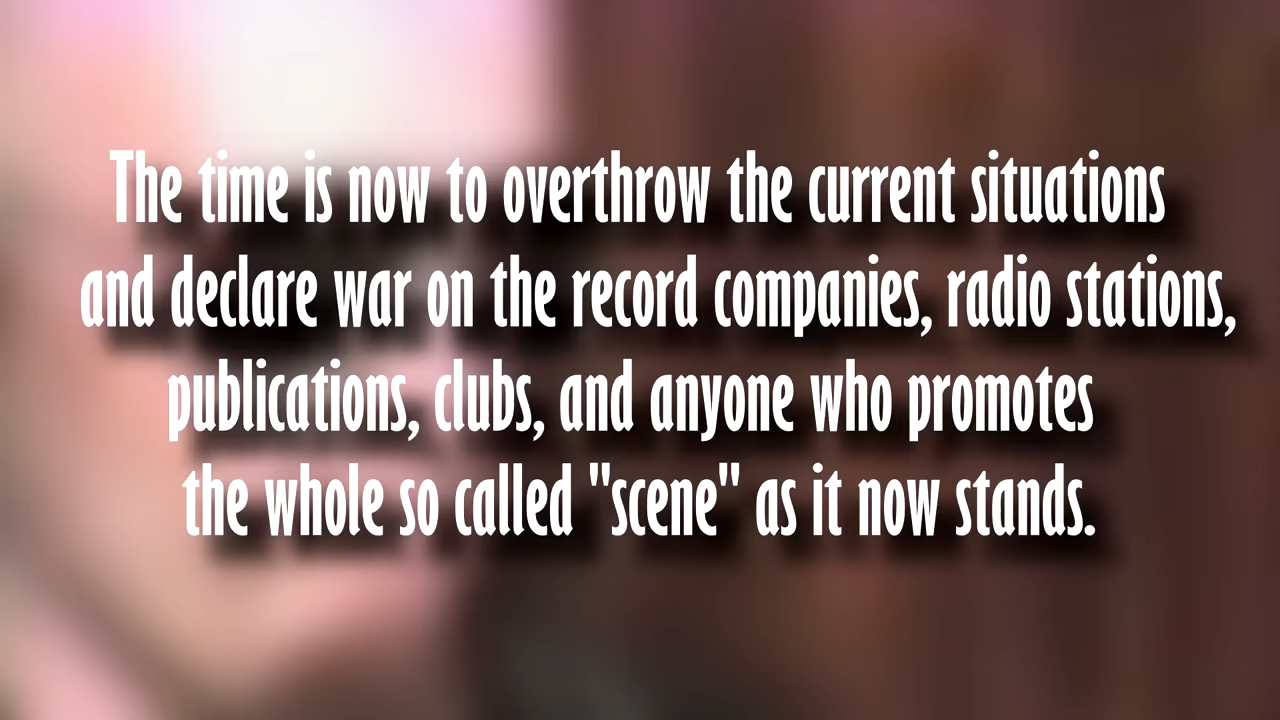 The time is now to overthrow the current situations
and declare war on the record companies, radio stations,
publications, clubs, and anyone who promotes
the whole so called "scene" as it now stands.